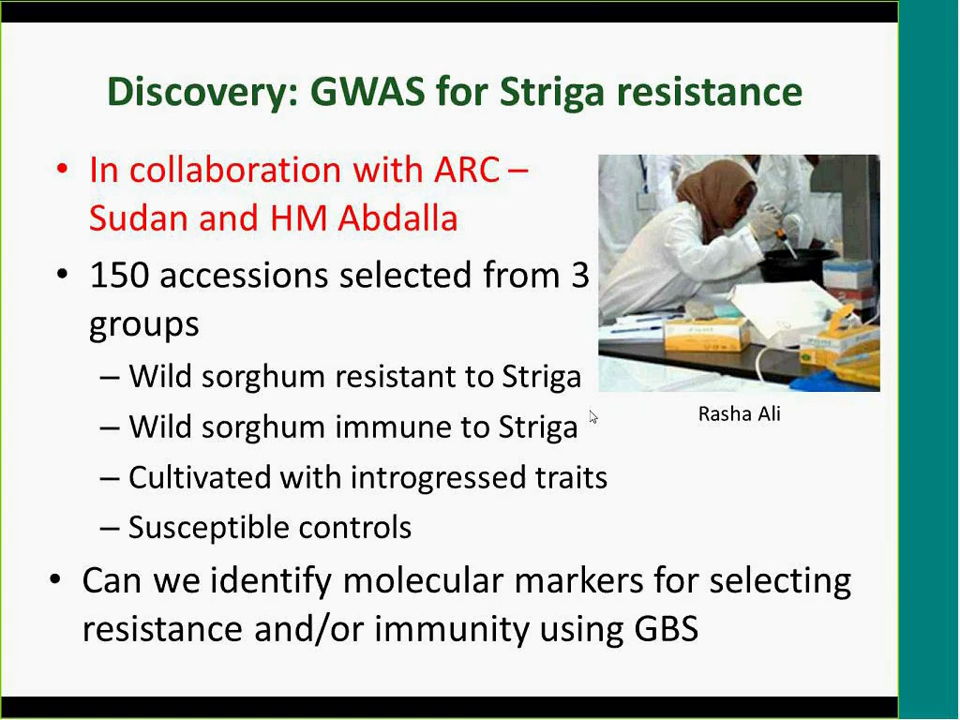 Discovery: GWAS for Striga resistance
• In collaboration with ARC –
Sudan and HM Abdalla
• 150 accessions selected from 3
groups
– Wild sorghum resistant to Striga
– Wild sorghum immune to Striga
– Cultivated with introgressed traits
– Susceptible controls
• Can we identify molecular markers for selecting
resistance and/or immunity using GBS
Rasha Ali